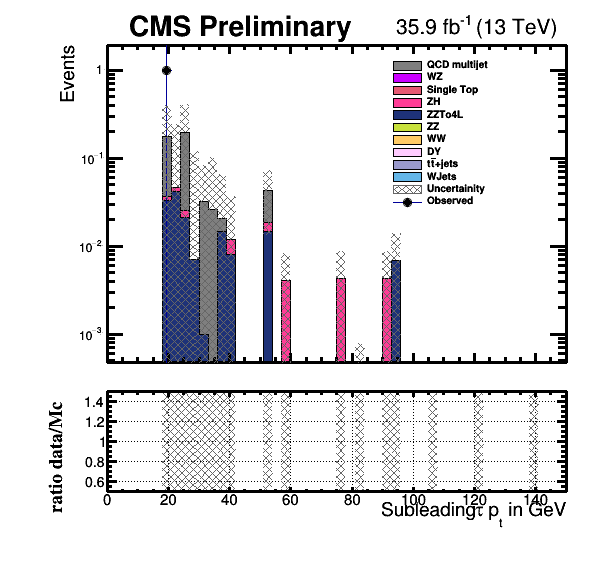 CMS Preliminary 35.9 fb⁻¹ (13 TeV)
Events
1
10⁻¹
10⁻²
10⁻³
QCD multijet
WZ
Single Top
ZH
ZZTo4L
ZZ
WW
DY
tt̄+jets
WJets
Uncertainity
Observed
ratio data/Mc
1.4
1.2
1
0.8
0.6
0 20 40 60 80 100 120 140
Subleadingτ pₜ in GeV